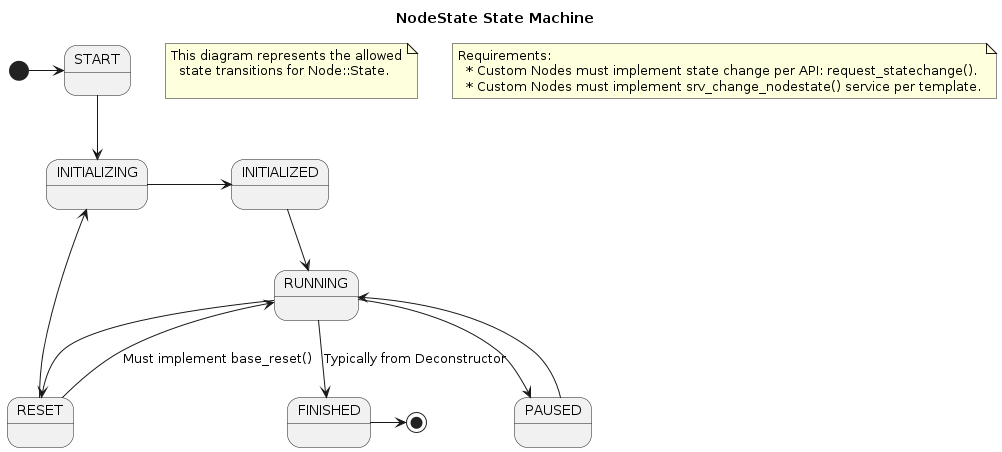 NodeState State Machine
START
This diagram represents the allowed
state transitions for Node::State.
Requirements:
* Custom Nodes must implement state change per API: request_statechange().
* Custom Nodes must implement srv_change_nodestate() service per template.
INITIALIZING
INITIALIZED
RUNNING
Must implement base_reset()
Typically from Deconstructor
RESET
FINISHED
PAUSED